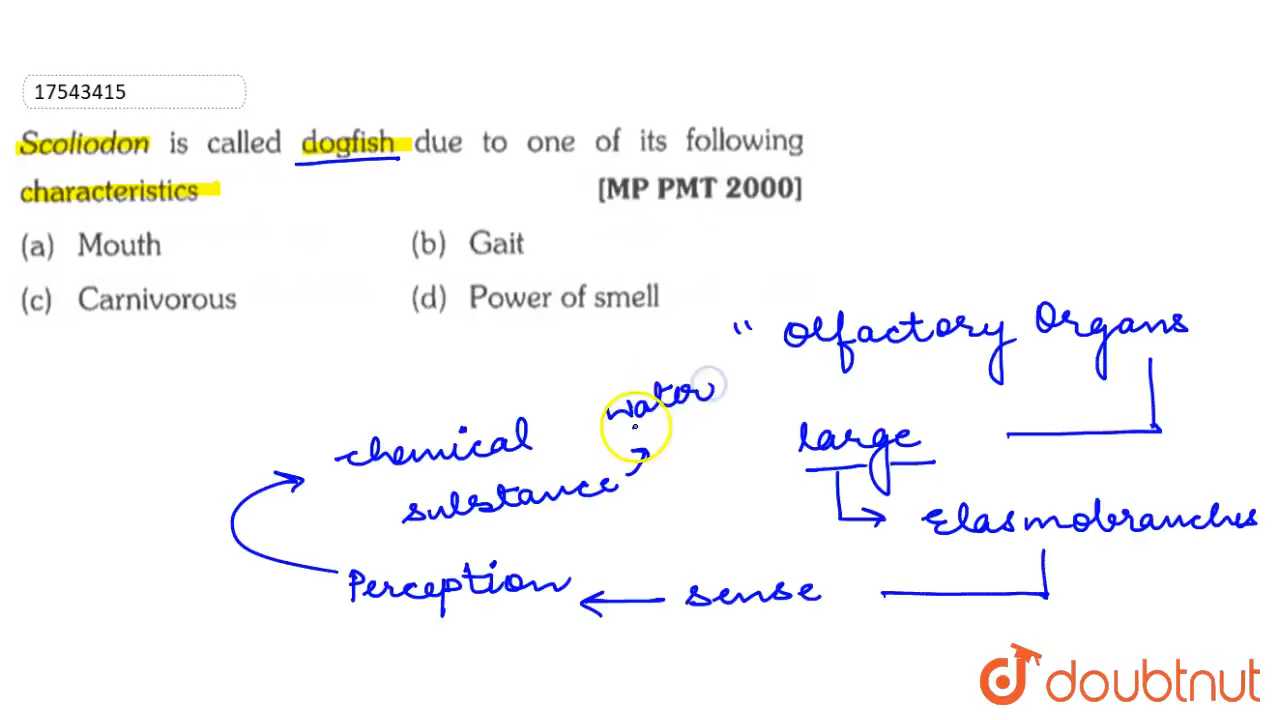 17543415
Scoliodon is called dogfish due to one of its following
characteristics [MP PMT 2000]
(a) Mouth (b) Gait
(c) Carnivorous (d) Power of smell
" Olfactory Organs
large
Elasmobranchus
sense
Perception
chemical
substance
water
doubtnut